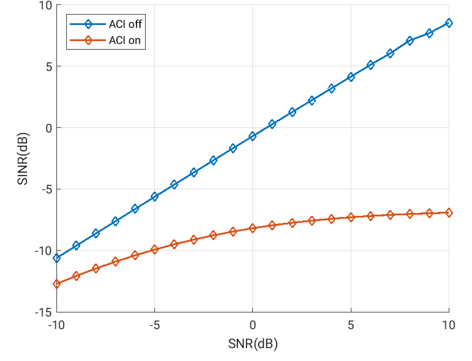 10
ACI off
ACI on
5
0
-5
-10
-15
SINR(dB)
-10
-5
0
5
10
SNR(dB)